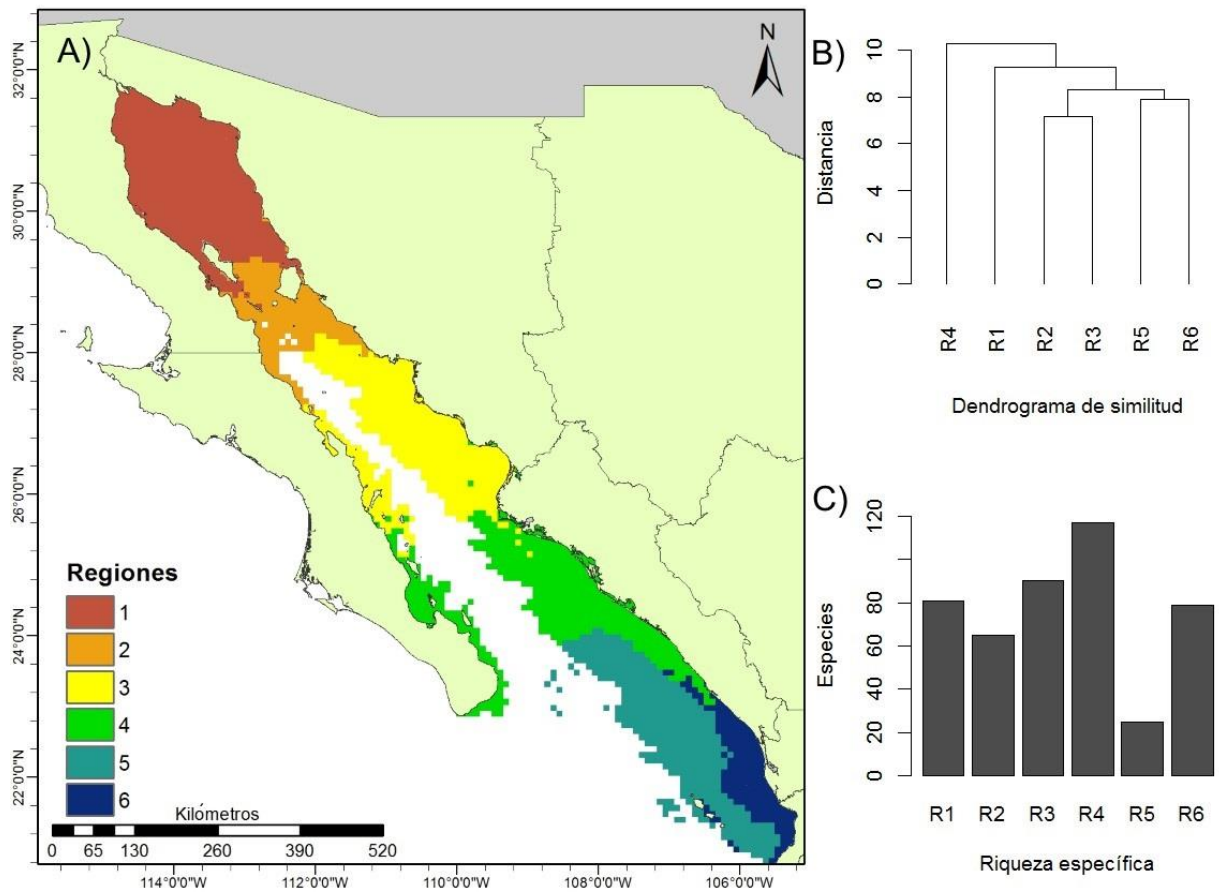 A)
N
32°0'0"N
30°0'0"N
28°0'0"N
26°0'0"N
24°0'0"N
22°0'0"N
Regiones
1
2
3
4
5
6
Kilómetros
0 65 130 260 390 520
114°0'0"W 112°0'0"W 110°0'0"W 108°0'0"W 106°0'0"W
B)
Distancia
10
8
6
4
2
0
R4 R1 R2 R3 R5 R6
Dendrograma de similitud
C)
Especies
120
80
60
40
20
0
R1 R2 R3 R4 R5 R6
Riqueza específica